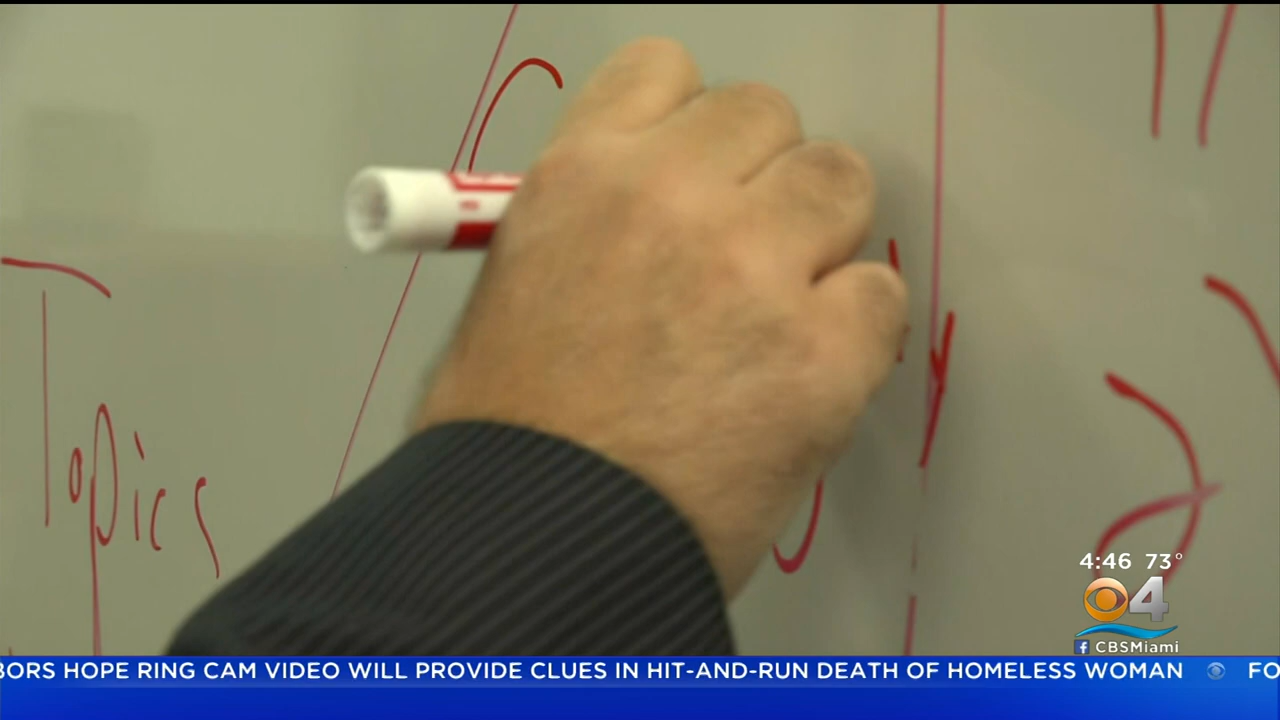 Topics
4:46 73°
4
CBSMiami
BORS HOPE RING CAM VIDEO WILL PROVIDE CLUES IN HIT-AND-RUN DEATH OF HOMELESS WOMAN FO